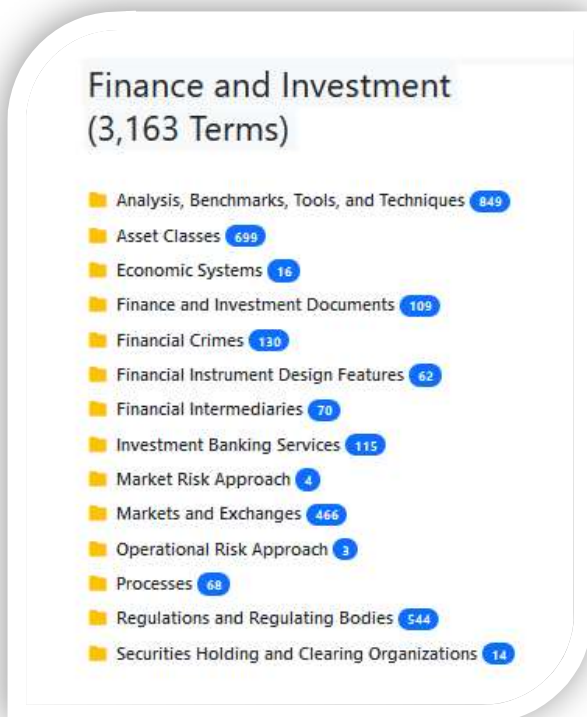 Finance and Investment
(3,163 Terms)
Analysis, Benchmarks, Tools, and Techniques 849
Asset Classes 699
Economic Systems 16
Finance and Investment Documents 109
Financial Crimes 130
Financial Instrument Design Features 62
Financial Intermediaries 70
Investment Banking Services 115
Market Risk Approach 4
Markets and Exchanges 466
Operational Risk Approach 3
Processes 68
Regulations and Regulating Bodies 544
Securities Holding and Clearing Organizations 14